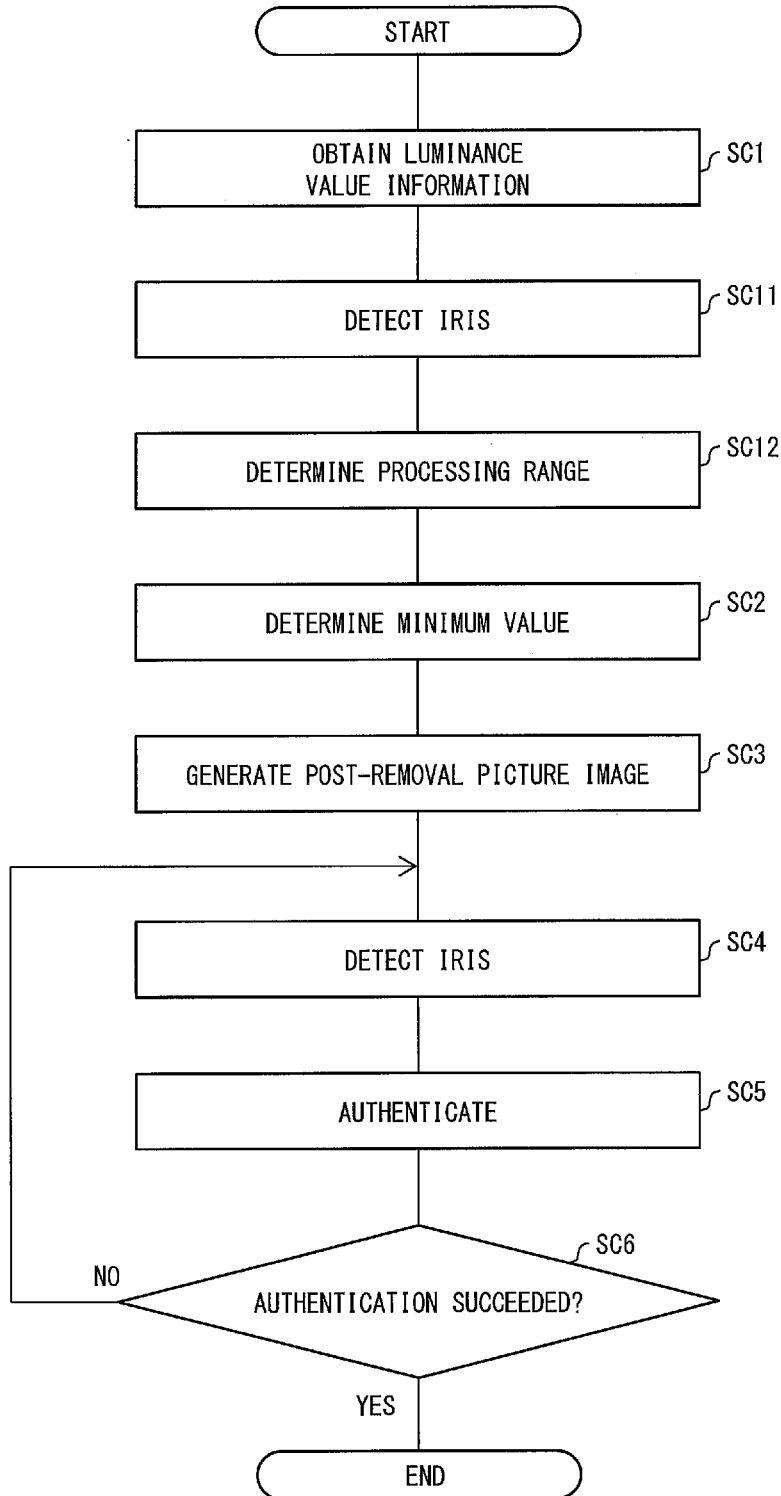 START
OBTAIN LUMINANCE
VALUE INFORMATION
SC1
DETECT IRIS
SC11
DETERMINE PROCESSING RANGE
SC12
DETERMINE MINIMUM VALUE
SC2
GENERATE POST-REMOVAL PICTURE IMAGE
SC3
DETECT IRIS
SC4
AUTHENTICATE
SC5
SC6
NO
AUTHENTICATION SUCCEEDED?
YES
END